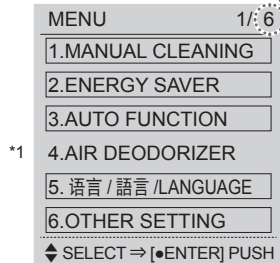 MENU 1/6
1.MANUAL CLEANING
2.ENERGY SAVER
3.AUTO FUNCTION
*1 4.AIR DEODORIZER
5. 语言 / 語言 /LANGUAGE
6.OTHER SETTING
◆ SELECT ⇒ [●ENTER] PUSH